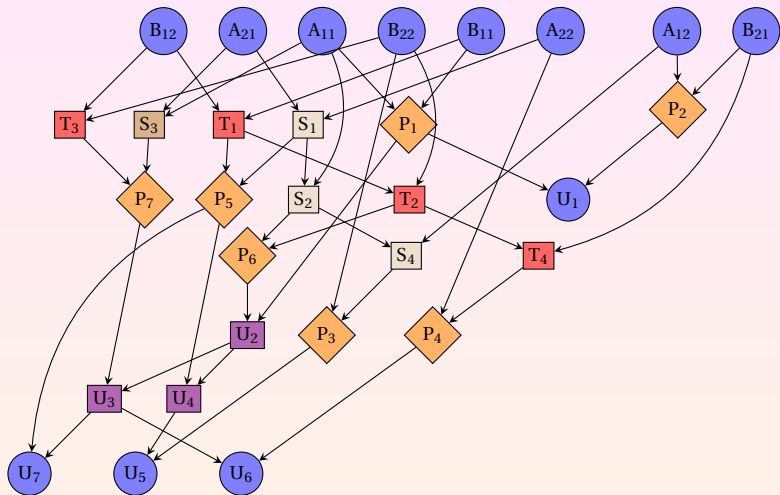 B₁₂ A₂₁ A₁₁ B₂₂ B₁₁ A₂₂ A₁₂ B₂₁
T₃ S₃ T₁ S₁ P₁ P₂
P₇ P₅ S₂ T₂ U₁
P₆ S₄ T₄
U₂ P₃ P₄
U₃ U₄
U₇ U₅ U₆